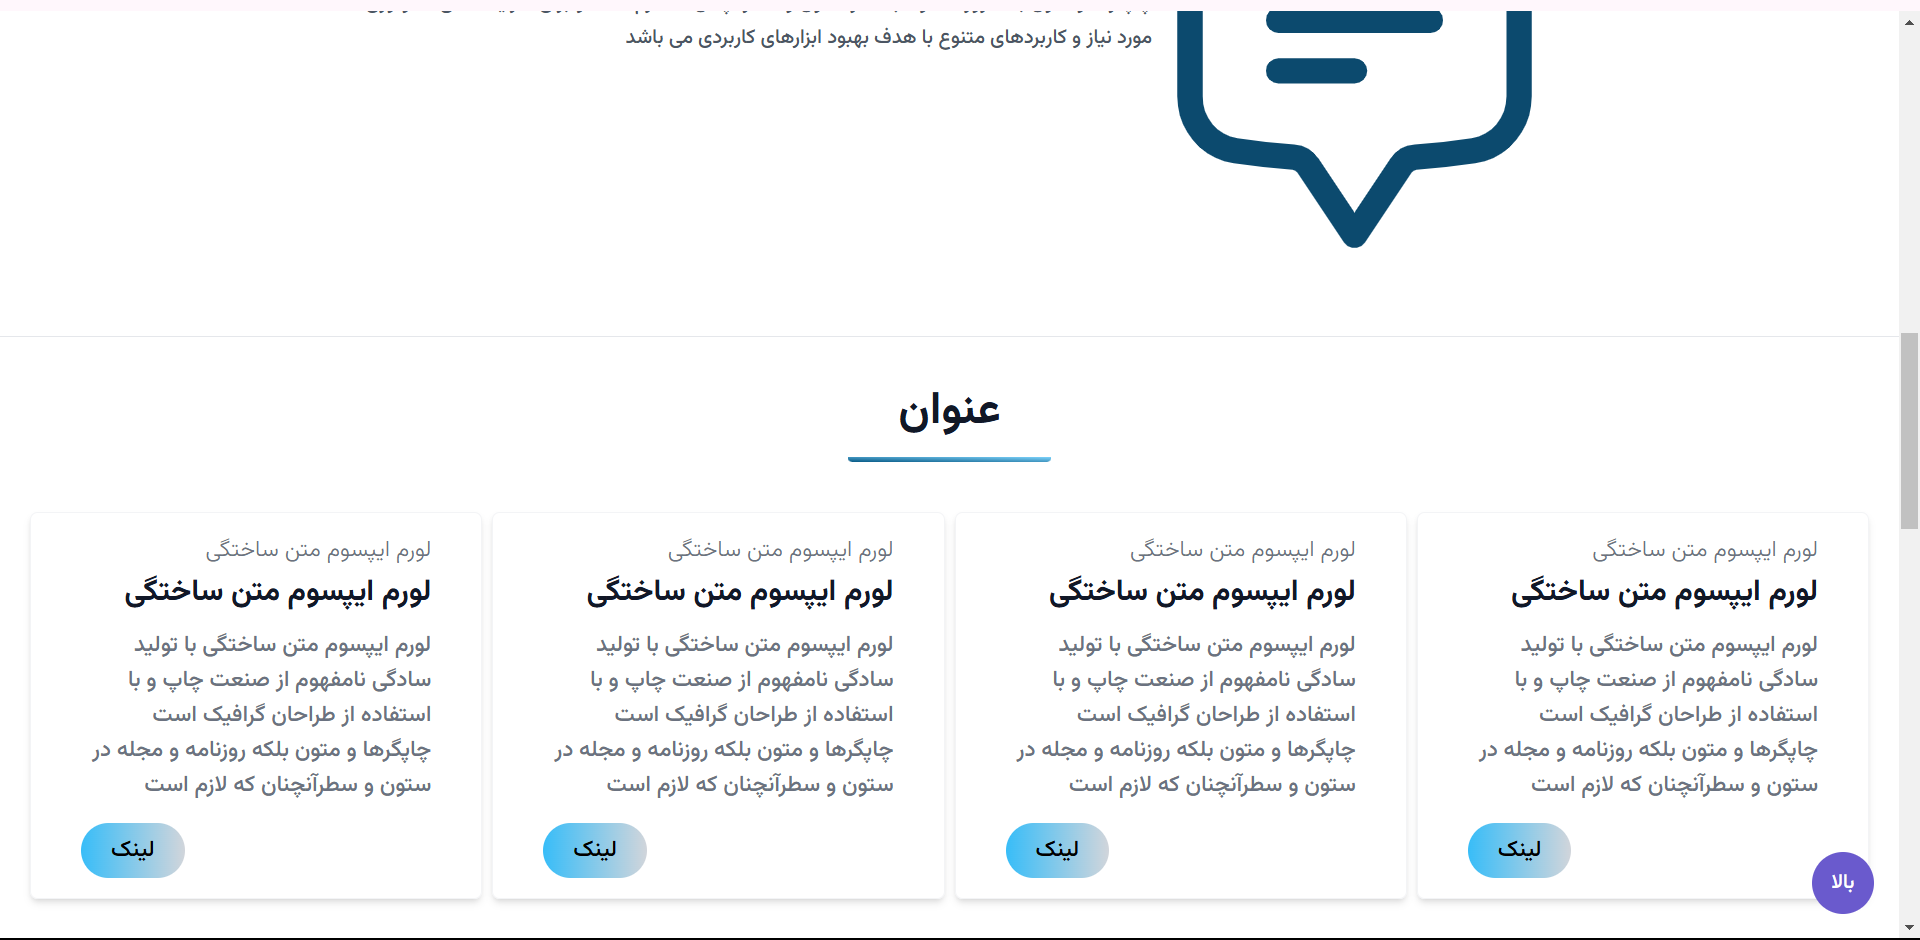 مورد نیاز و کاربردهای متنوع با هدف بهبود ابزارهای کاربردی می باشد
عنوان
لورم ایپسوم متن ساختگی
لورم ایپسوم متن ساختگی
لورم ایپسوم متن ساختگی با تولید
سادگی نامفهوم از صنعت چاپ و با
استفاده از طراحان گرافیک است
چاپگرها و متون بلکه روزنامه و مجله در
ستون و سطرآنچنان که لازم است
لینک
لورم ایپسوم متن ساختگی
لورم ایپسوم متن ساختگی
لورم ایپسوم متن ساختگی با تولید
سادگی نامفهوم از صنعت چاپ و با
استفاده از طراحان گرافیک است
چاپگرها و متون بلکه روزنامه و مجله در
ستون و سطرآنچنان که لازم است
لینک
لورم ایپسوم متن ساختگی
لورم ایپسوم متن ساختگی
لورم ایپسوم متن ساختگی با تولید
سادگی نامفهوم از صنعت چاپ و با
استفاده از طراحان گرافیک است
چاپگرها و متون بلکه روزنامه و مجله در
ستون و سطرآنچنان که لازم است
لینک
لورم ایپسوم متن ساختگی
لورم ایپسوم متن ساختگی
لورم ایپسوم متن ساختگی با تولید
سادگی نامفهوم از صنعت چاپ و با
استفاده از طراحان گرافیک است
چاپگرها و متون بلکه روزنامه و مجله در
ستون و سطرآنچنان که لازم است
لینک
بالا